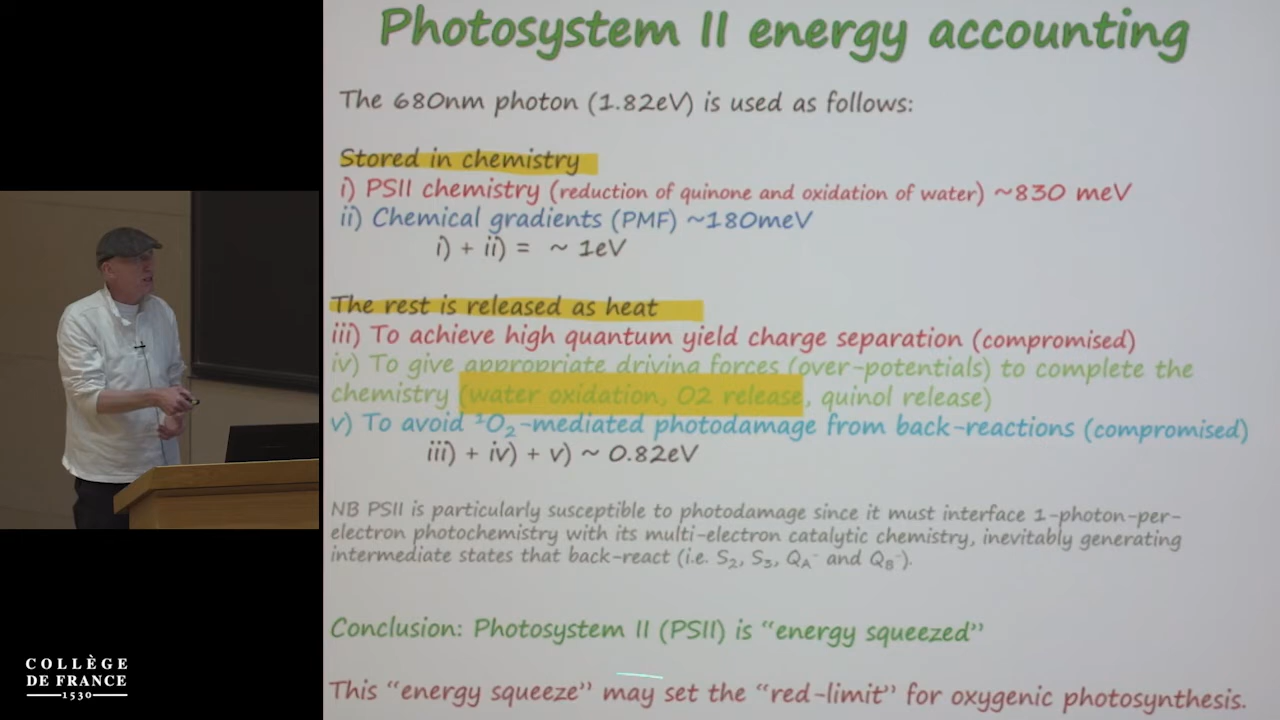 Photosystem II energy accounting
The 680nm photon (1.82eV) is used as follows:
Stored in chemistry
i) PSII chemistry (reduction of quinone and oxidation of water) ~830 meV
ii) Chemical gradients (PMF) ~180meV
i) + ii) = ~ 1eV
The rest is released as heat
iii) To achieve high quantum yield charge separation (compromised)
iv) To give appropriate driving forces (over-potentials) to complete the
chemistry (water oxidation, O2 release, quinol release)
v) To avoid ¹O₂-mediated photodamage from back-reactions (compromised)
iii) + iv) + v) ~ 0.82eV
NB PSII is particularly susceptible to photodamage since it must interface 1-photon-per-
electron photochemistry with its multi-electron catalytic chemistry, inevitably generating
intermediate states that back-react (i.e. S₂, S₃, Q_A⁻ and Q_B⁻).
Conclusion: Photosystem II (PSII) is “energy squeezed”
This “energy squeeze” may set the “red-limit” for oxygenic photosynthesis.
COLLÈGE
DE FRANCE
1530